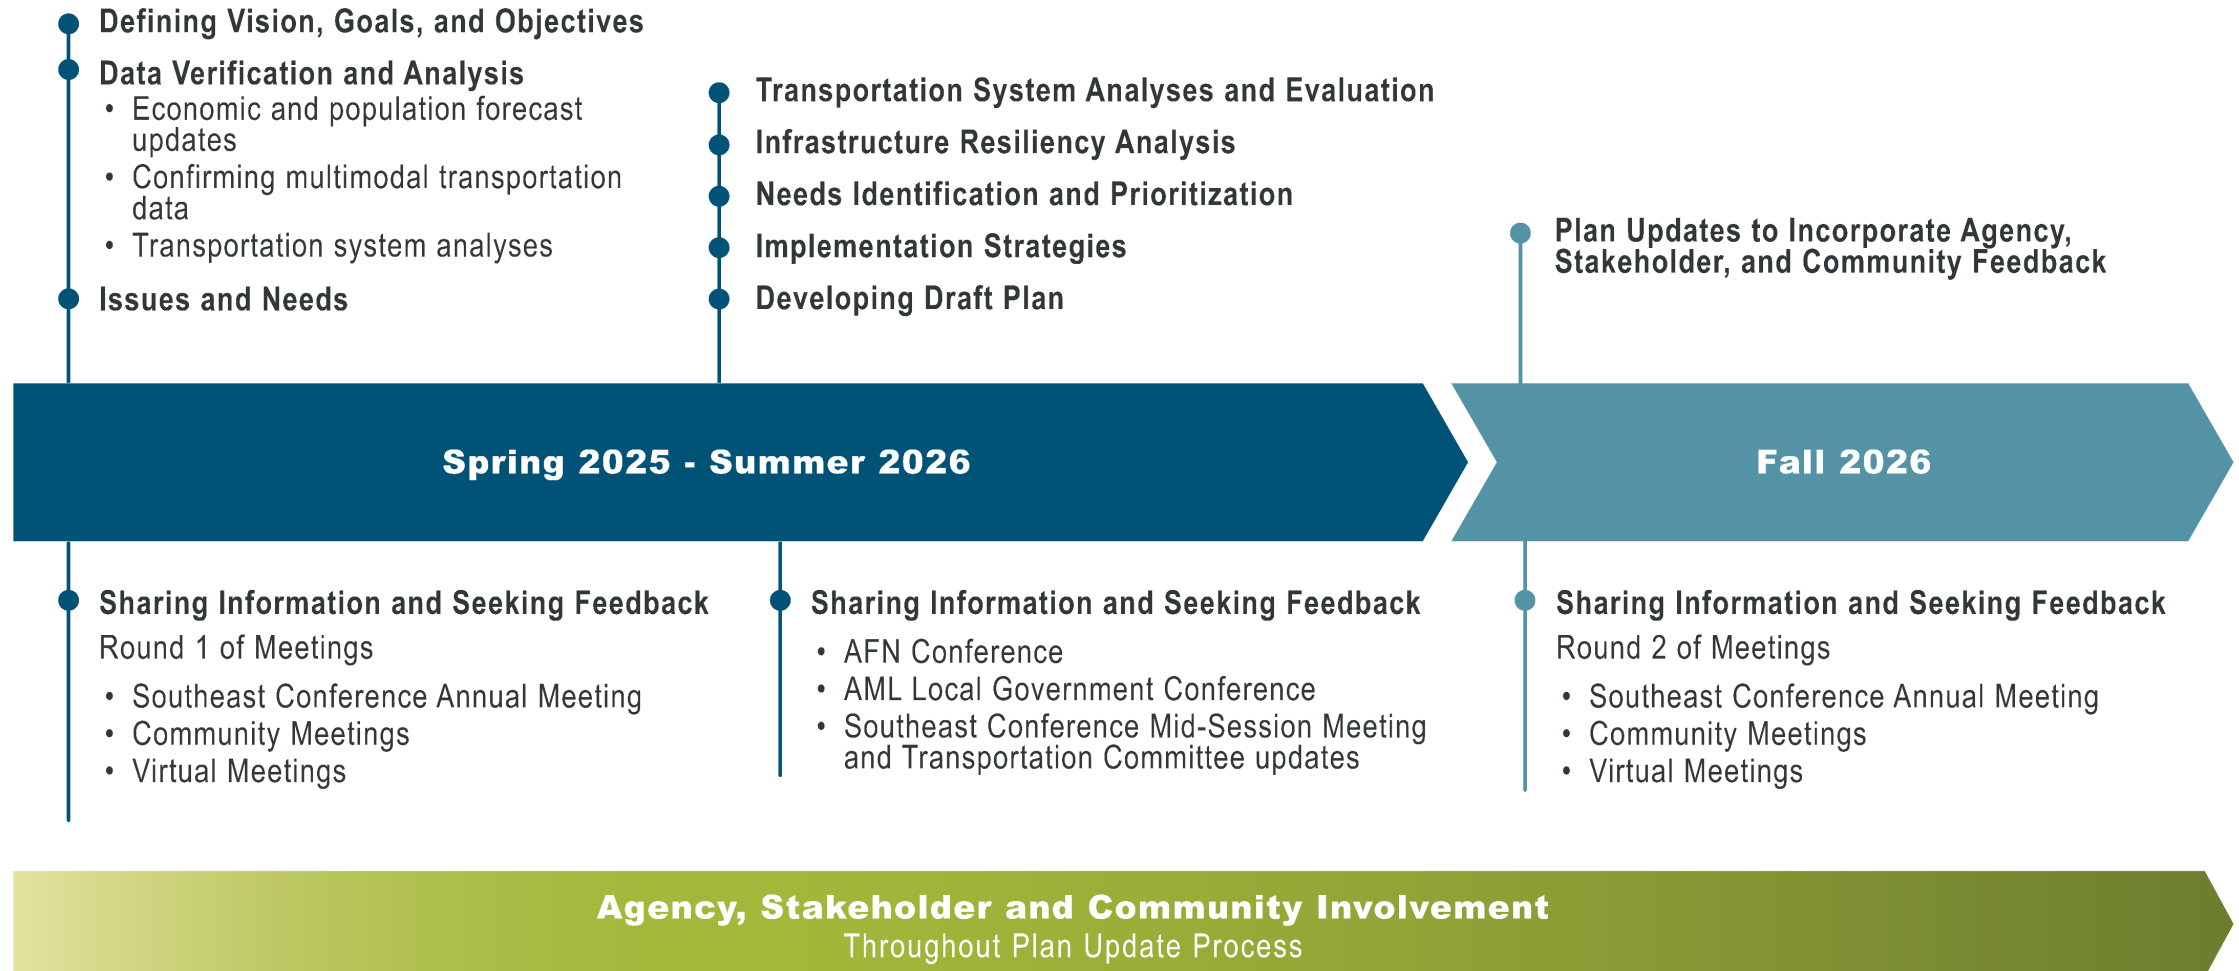 Defining Vision, Goals, and Objectives
Data Verification and Analysis
• Economic and population forecast
updates
• Confirming multimodal transportation
data
• Transportation system analyses
Issues and Needs
Transportation System Analyses and Evaluation
Infrastructure Resiliency Analysis
Needs Identification and Prioritization
Implementation Strategies
Developing Draft Plan
Plan Updates to Incorporate Agency,
Stakeholder, and Community Feedback
Spring 2025 - Summer 2026
Fall 2026
Sharing Information and Seeking Feedback
Round 1 of Meetings
• Southeast Conference Annual Meeting
• Community Meetings
• Virtual Meetings
Sharing Information and Seeking Feedback
• AFN Conference
• AML Local Government Conference
• Southeast Conference Mid-Session Meeting
and Transportation Committee updates
Sharing Information and Seeking Feedback
Round 2 of Meetings
• Southeast Conference Annual Meeting
• Community Meetings
• Virtual Meetings
Agency, Stakeholder and Community Involvement
Throughout Plan Update Process